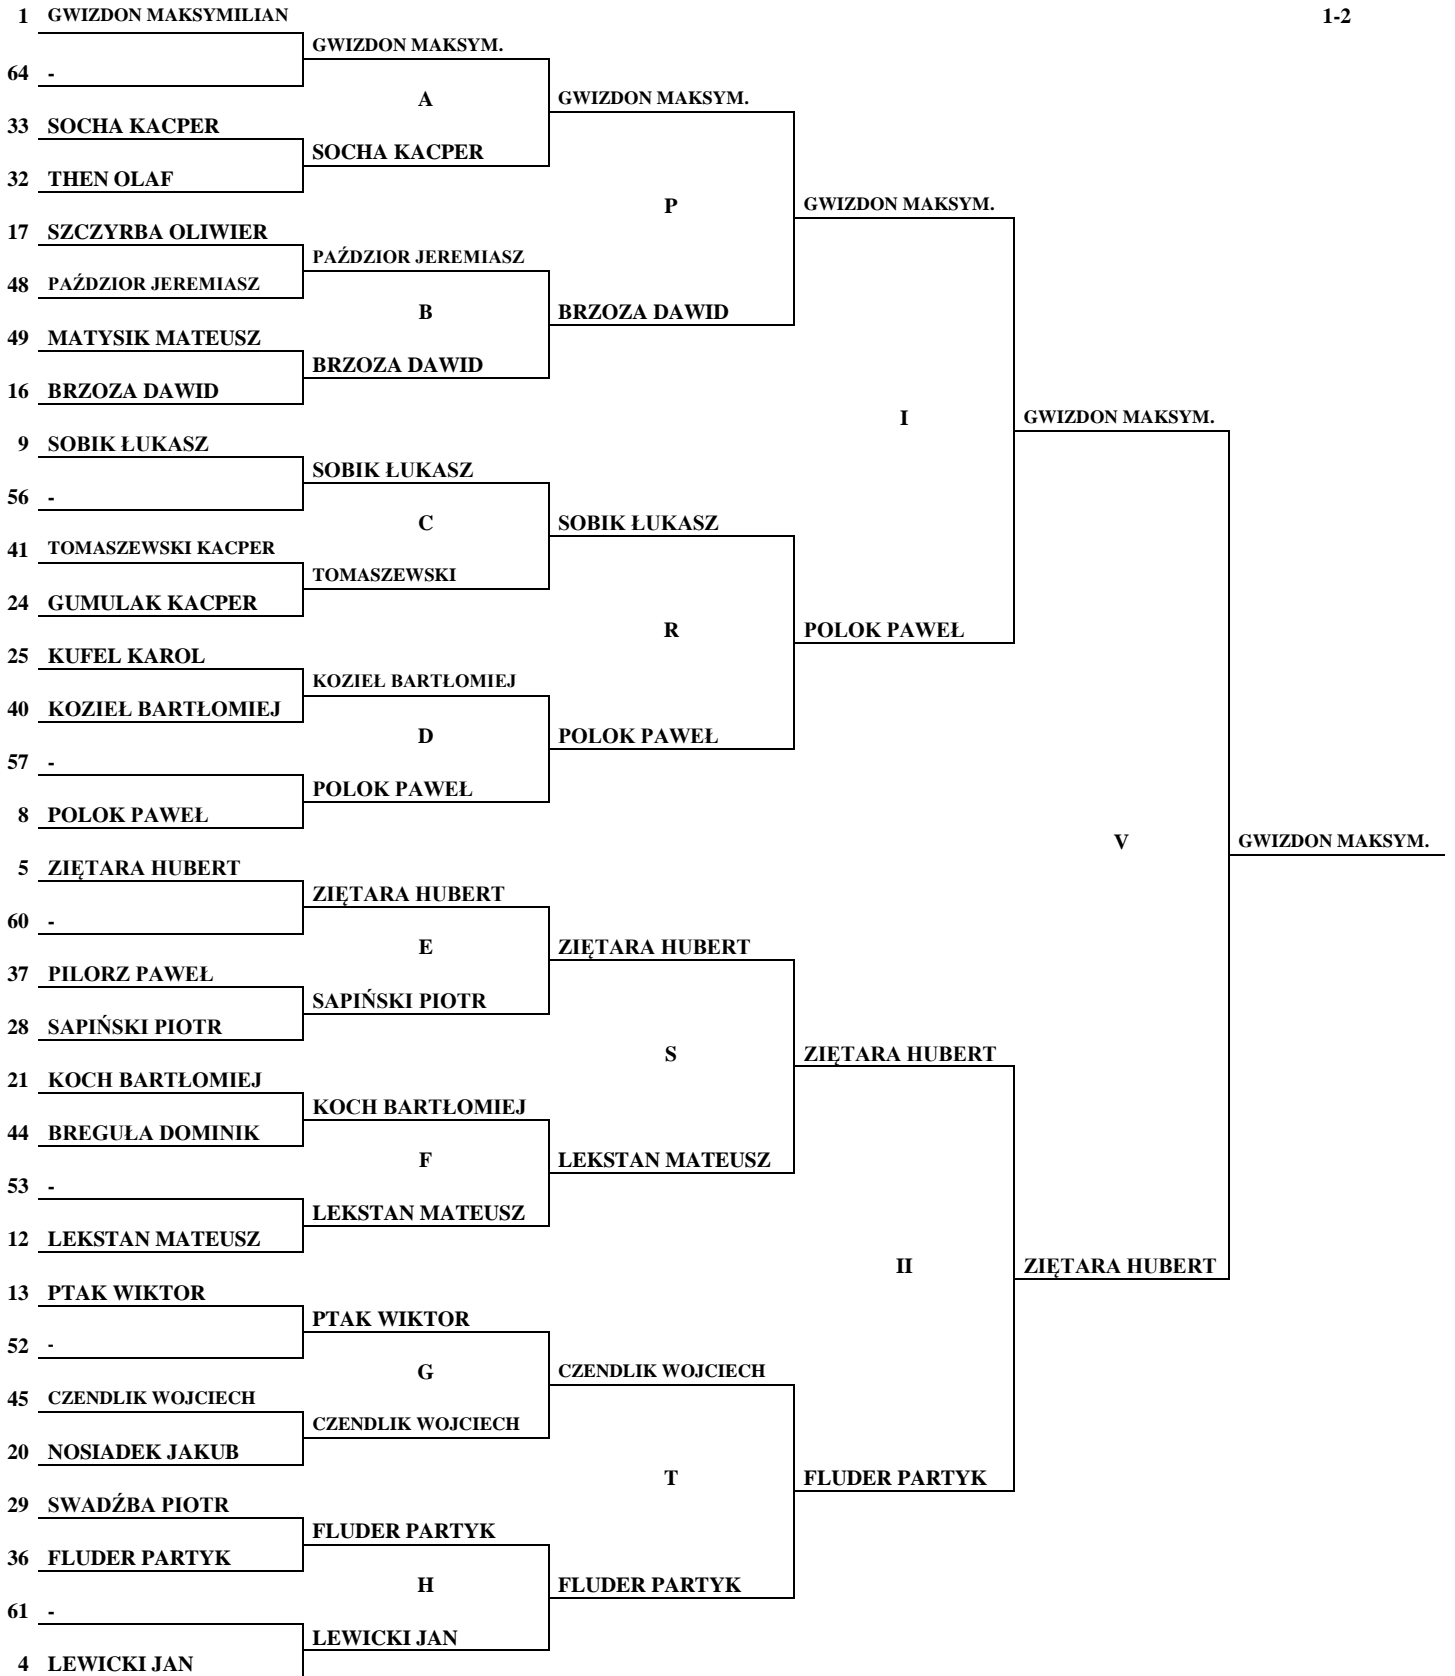 1 GWIZDON MAKSYMILIAN 1-2
GWIZDON MAKSYM.
64 -
A GWIZDON MAKSYM.
33 SOCHA KACPER
SOCHA KACPER
32 THEN OLAF
P GWIZDON MAKSYM.
17 SZCZYRBA OLIWIER
PAŹDZIOR JEREMIASZ
48 PAŹDZIOR JEREMIASZ
B BRZOZA DAWID
49 MATYSIK MATEUSZ
BRZOZA DAWID
16 BRZOZA DAWID
I GWIZDON MAKSYM.
9 SOBIK ŁUKASZ
SOBIK ŁUKASZ
56 -
C SOBIK ŁUKASZ
41 TOMASZEWSKI KACPER
TOMASZEWSKI
24 GUMULAK KACPER
R POLOK PAWEŁ
25 KUFEL KAROL
KOZIEŁ BARTŁOMIEJ
40 KOZIEŁ BARTŁOMIEJ
D POLOK PAWEŁ
57 -
POLOK PAWEŁ
8 POLOK PAWEŁ
V GWIZDON MAKSYM.
5 ZIĘTARA HUBERT
ZIĘTARA HUBERT
60 -
E ZIĘTARA HUBERT
37 PILORZ PAWEŁ
SAPIŃSKI PIOTR
28 SAPIŃSKI PIOTR
S ZIĘTARA HUBERT
21 KOCH BARTŁOMIEJ
KOCH BARTŁOMIEJ
44 BREGUŁA DOMINIK
F LEKSTAN MATEUSZ
53 -
LEKSTAN MATEUSZ
12 LEKSTAN MATEUSZ
II ZIĘTARA HUBERT
13 PTAK WIKTOR
PTAK WIKTOR
52 -
G CZENDLIK WOJCIECH
45 CZENDLIK WOJCIECH
CZENDLIK WOJCIECH
20 NOSIADEK JAKUB
T FLUDER PARTYK
29 SWADŹBA PIOTR
FLUDER PARTYK
36 FLUDER PARTYK
H FLUDER PARTYK
61 -
LEWICKI JAN
4 LEWICKI JAN